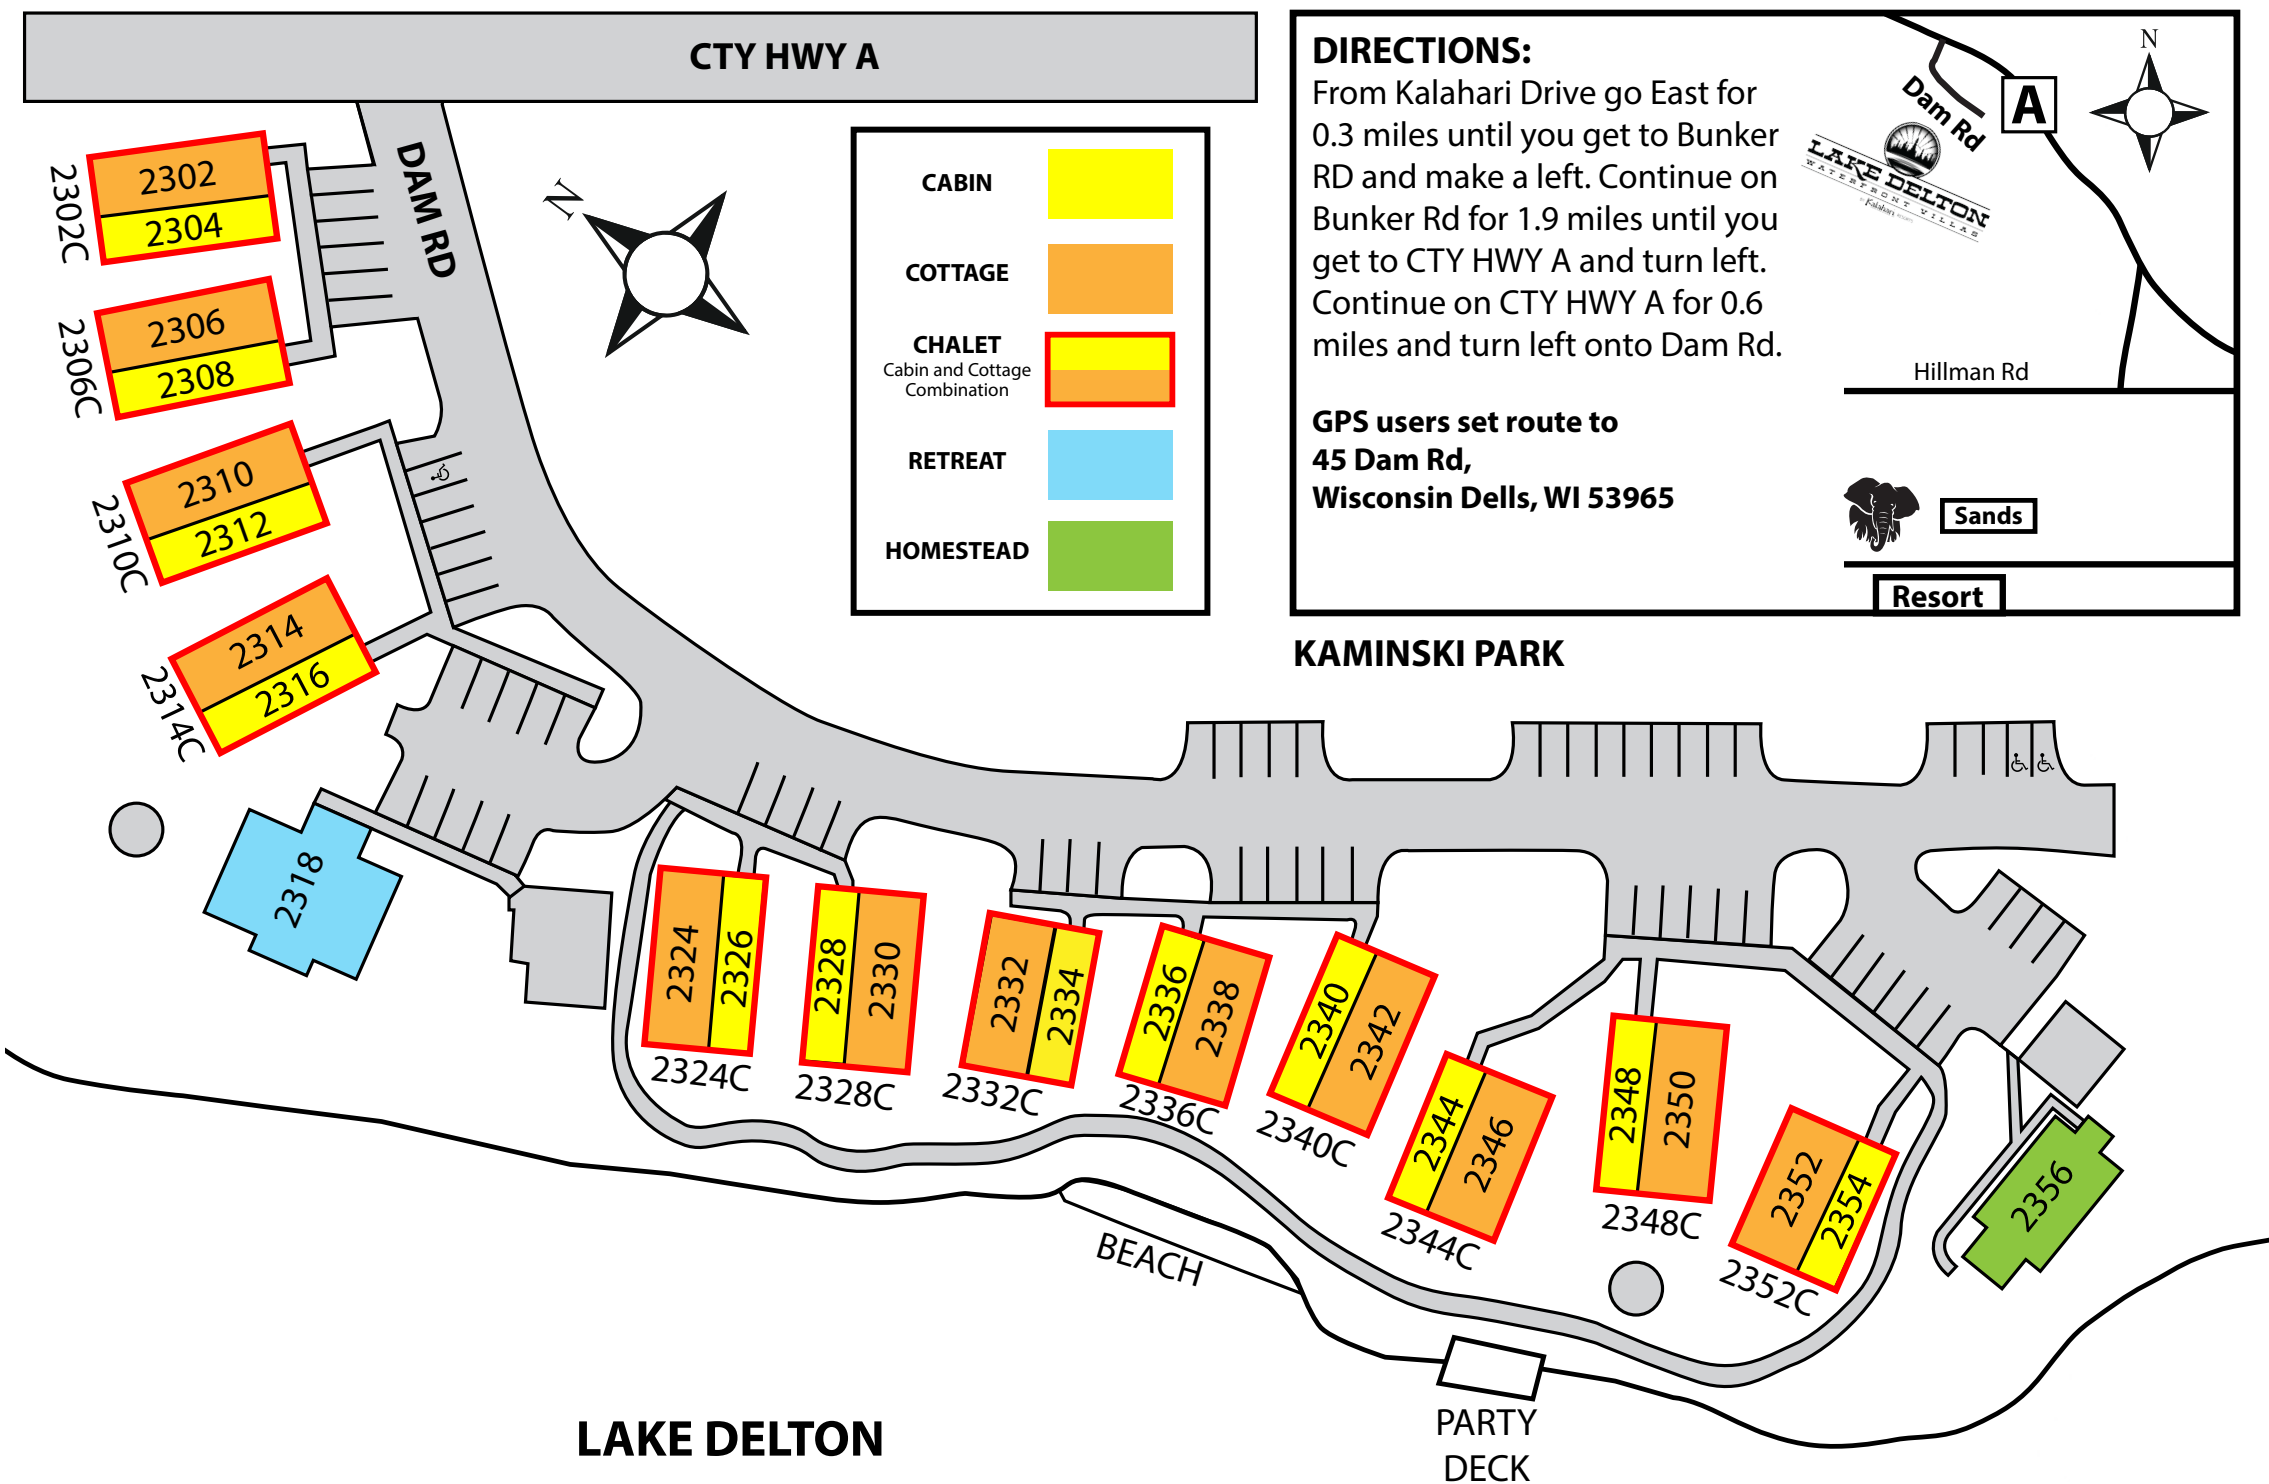 CTY HWY A
DAM RD
N
2302
2304
2302C
2306
2308
2306C
2310
2312
2310C
2314
2316
2314C
2318
CABIN
COTTAGE
CHALET
Cabin and Cottage
Combination
RETREAT
HOMESTEAD
DIRECTIONS:
From Kalahari Drive go East for
0.3 miles until you get to Bunker
RD and make a left. Continue on
Bunker Rd for 1.9 miles until you
get to CTY HWY A and turn left.
Continue on CTY HWY A for 0.6
miles and turn left onto Dam Rd.
GPS users set route to
45 Dam Rd,
Wisconsin Dells, WI 53965
N
A
Dam Rd
LAKE DELTON
WATERFRONT VILLAS
Kalahari
Hillman Rd
Sands
Resort
KAMINSKI PARK
2324
2326
2324C
2328
2330
2328C
2332
2334
2332C
2336
2338
2336C
2340
2342
2340C
2344
2346
2344C
2348
2350
2348C
2352
2354
2352C
2356
BEACH
PARTY
DECK
LAKE DELTON